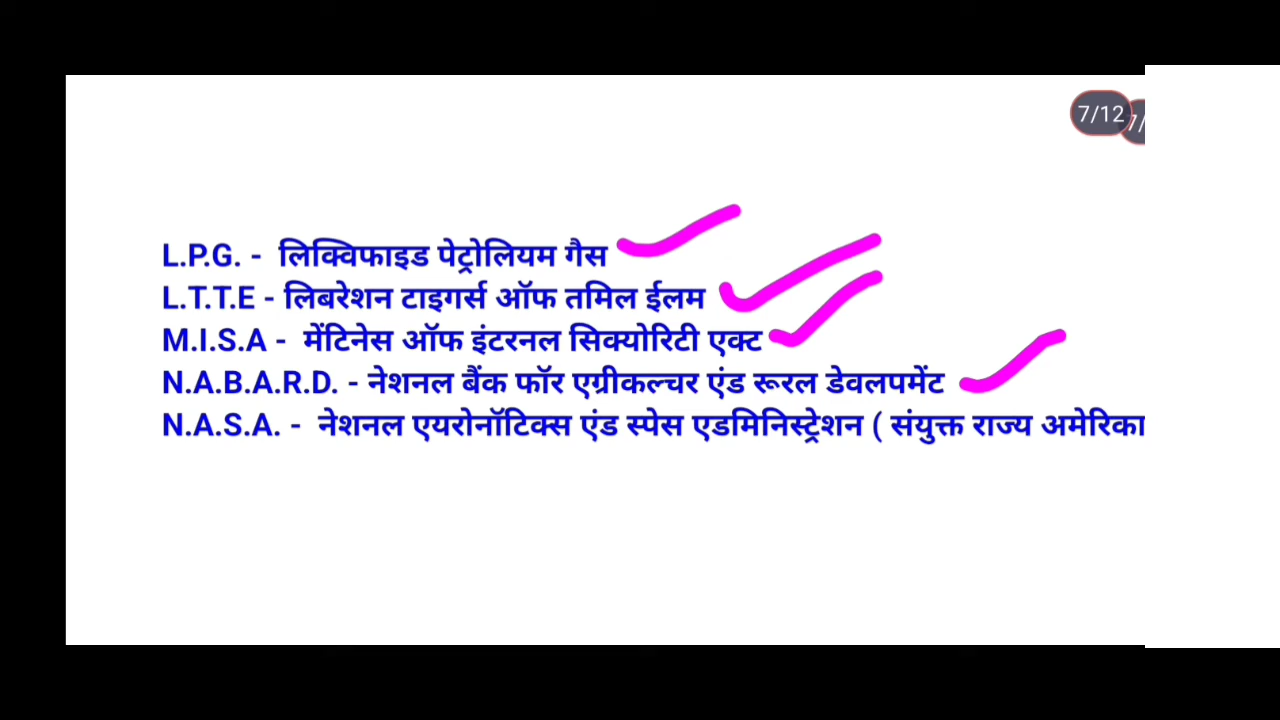 7/12
L.P.G. - लिक्विफाइड पेट्रोलियम गैस
L.T.T.E - लिबरेशन टाइगर्स ऑफ तमिल ईलम
M.I.S.A - मेंटिनेस ऑफ इंटरनल सिक्योरिटी एक्ट
N.A.B.A.R.D. - नेशनल बैंक फॉर एग्रीकल्चर एंड रूरल डेवलपमेंट
N.A.S.A. - नेशनल एयरोनॉटिक्स एंड स्पेस एडमिनिस्ट्रेशन ( संयुक्त राज्य अमेरिका